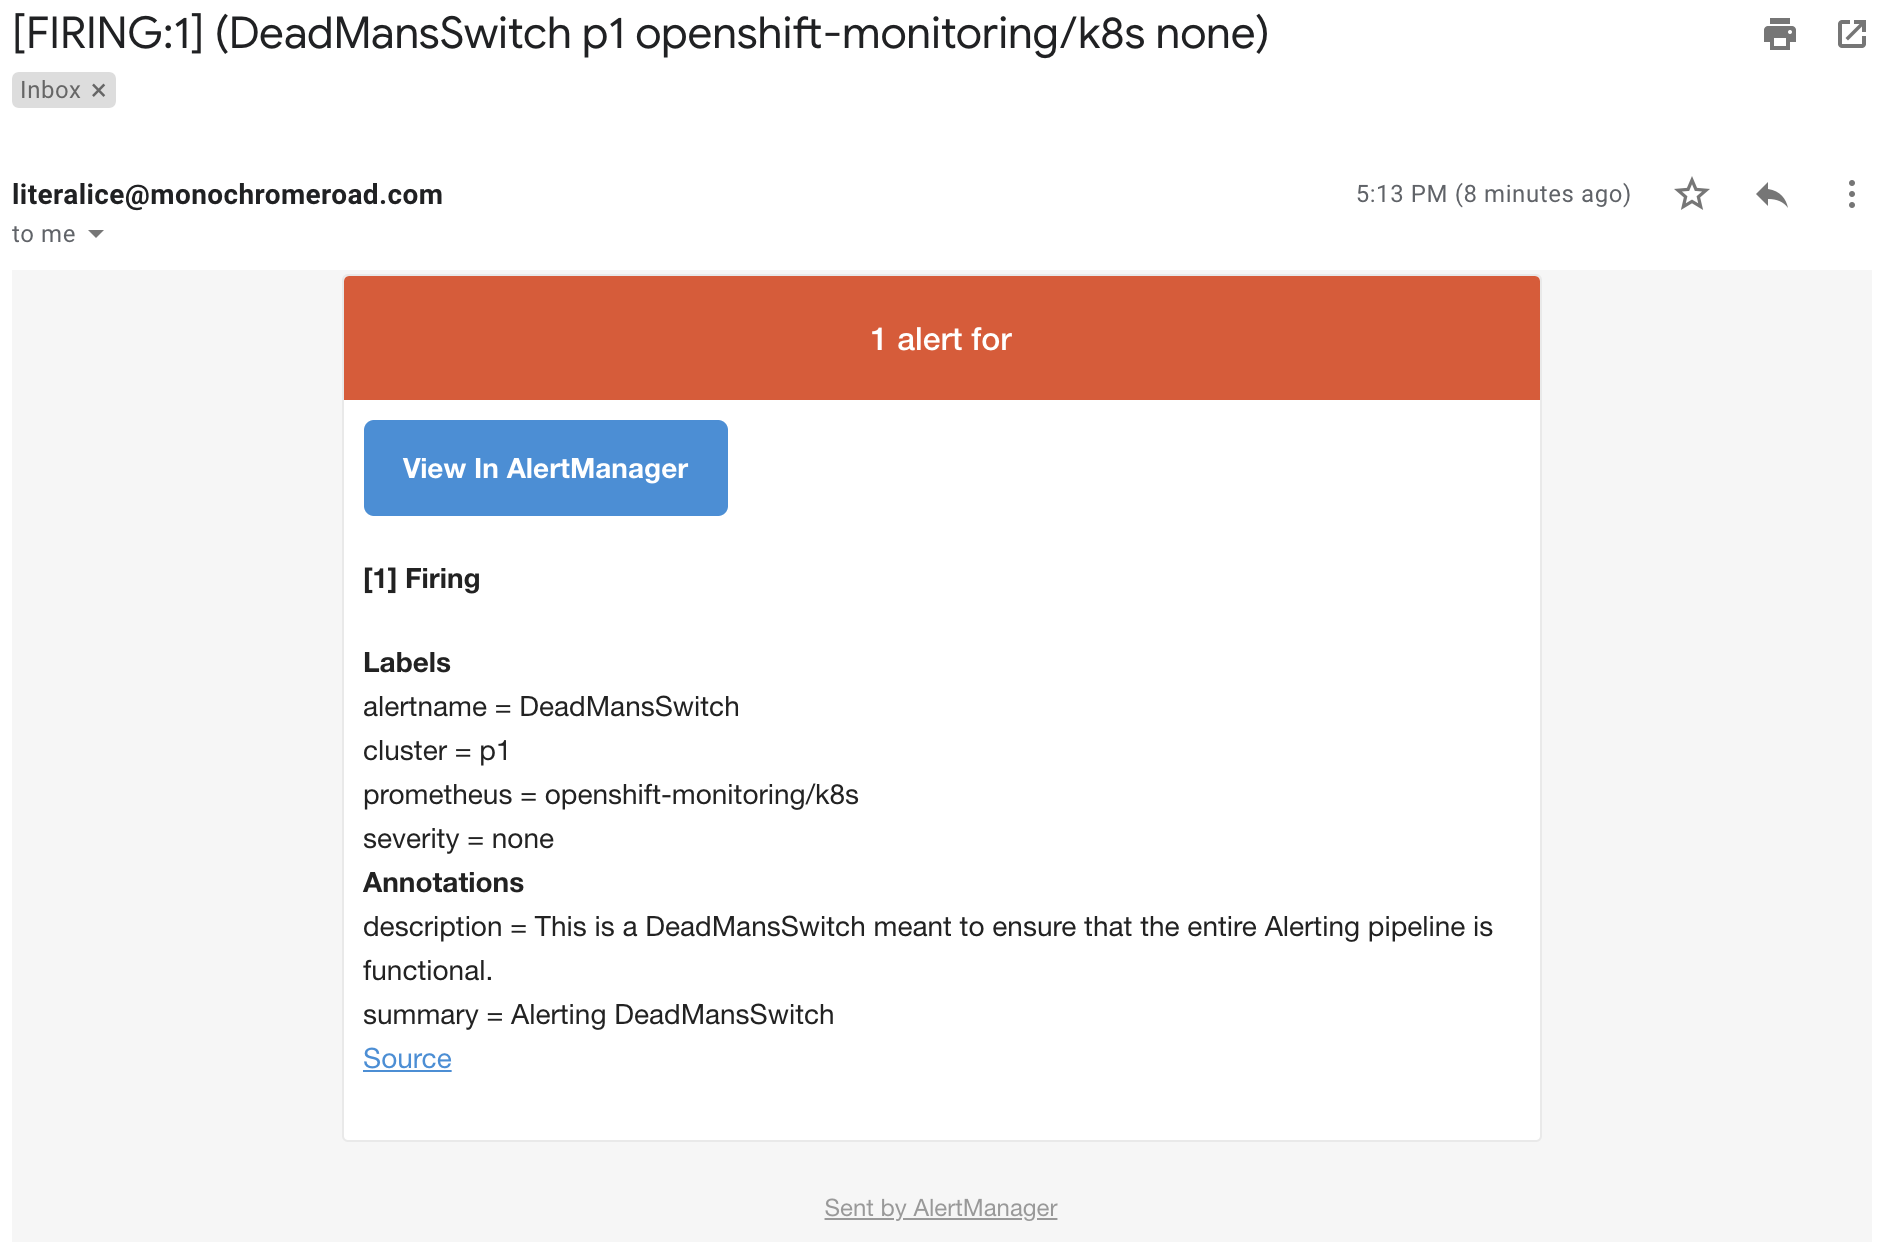 [FIRING:1] (DeadMansSwitch p1 openshift-monitoring/k8s none)
Inbox ×
literalice@monochromeroad.com
5:13 PM (8 minutes ago)
to me
1 alert for
View In AlertManager
[1] Firing
Labels
alertname = DeadMansSwitch
cluster = p1
prometheus = openshift-monitoring/k8s
severity = none
Annotations
description = This is a DeadMansSwitch meant to ensure that the entire Alerting pipeline is
functional.
summary = Alerting DeadMansSwitch
Source
Sent by AlertManager